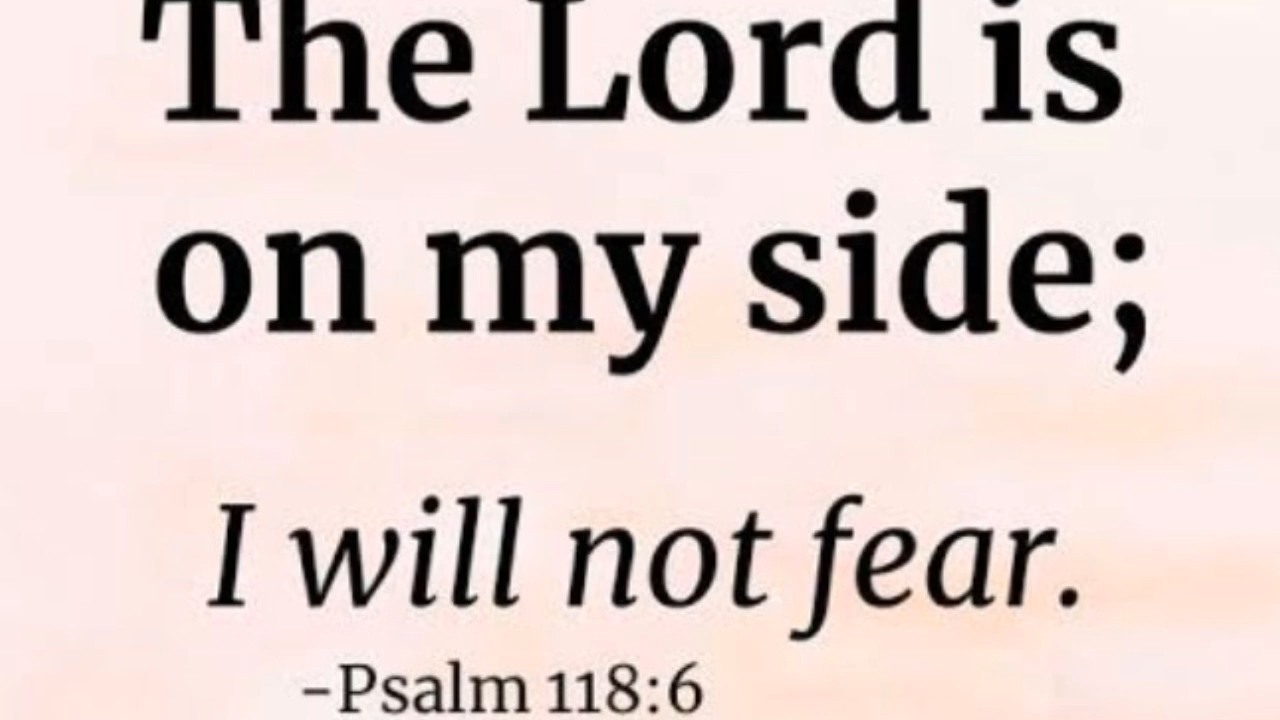 The Lord is
on my side;
I will not fear.
-Psalm 118:6